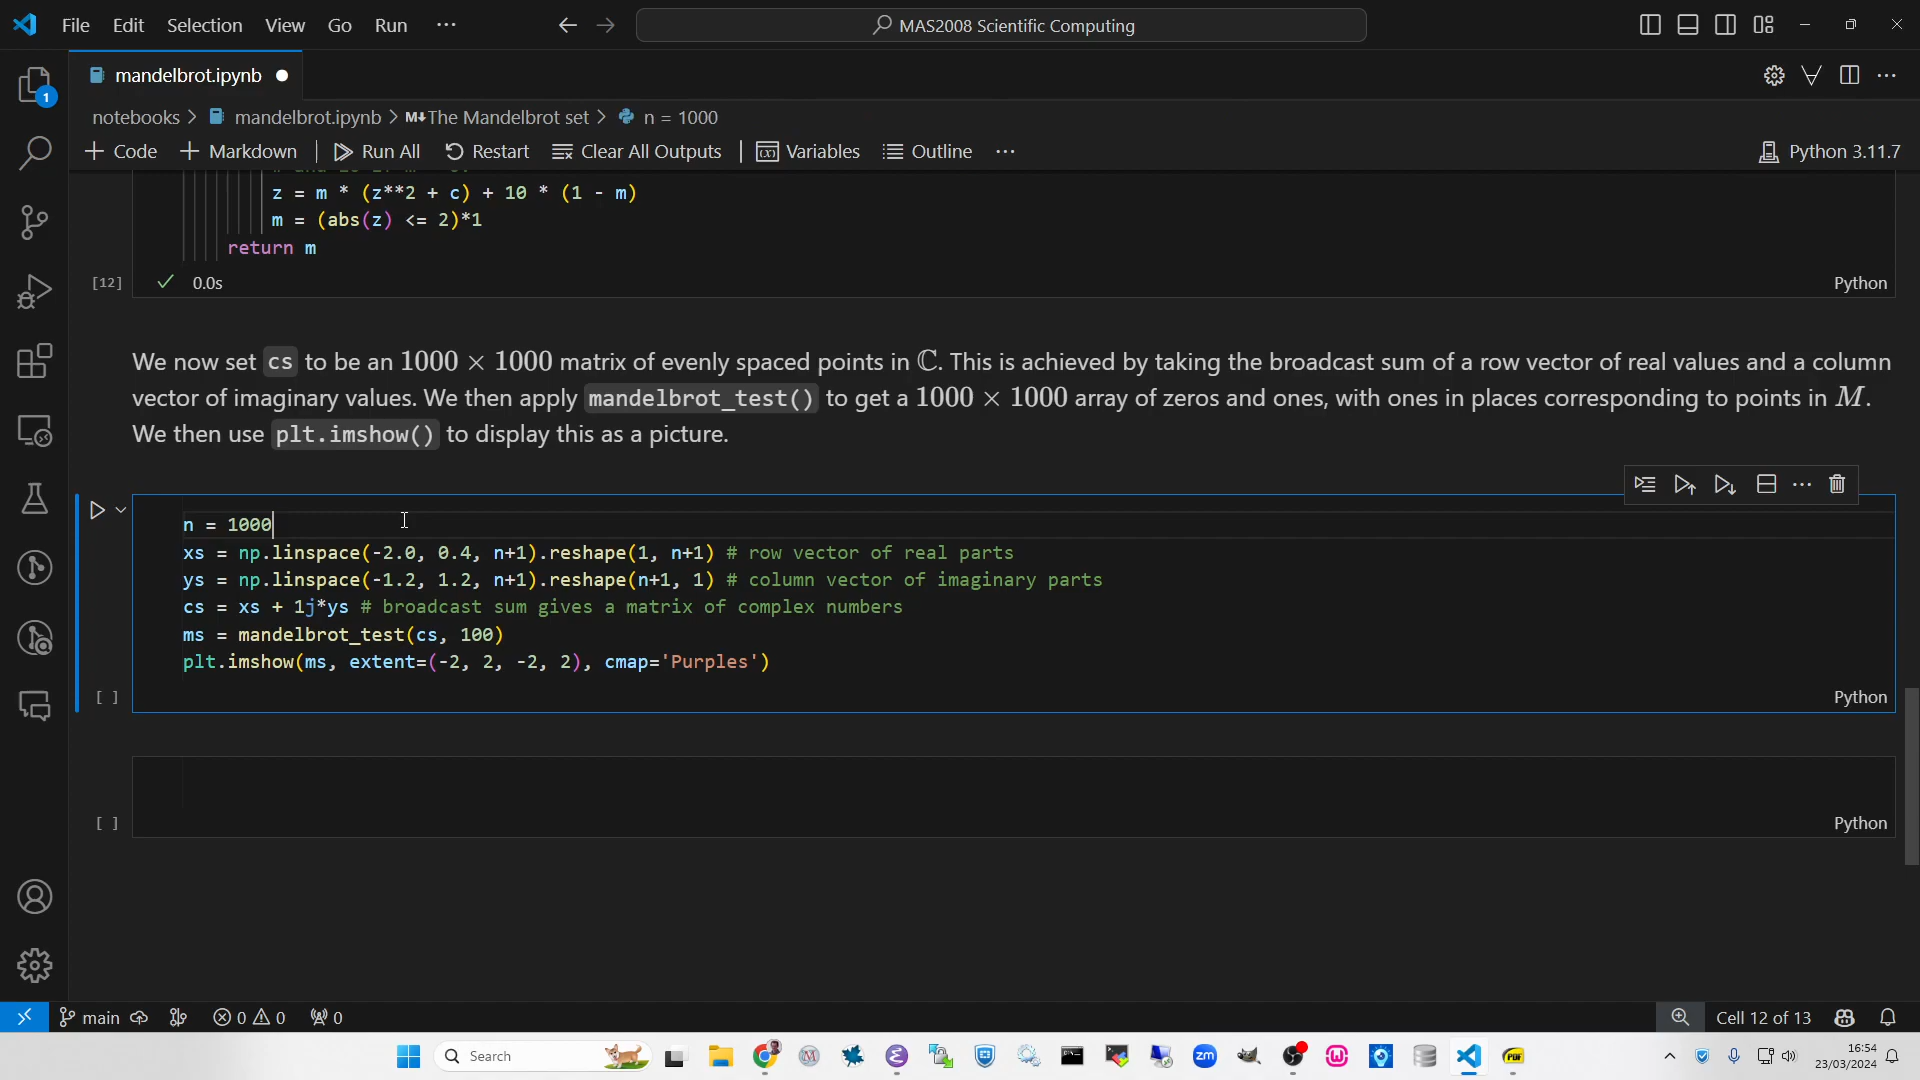 File Edit Selection View Go Run ···
MAS2008 Scientific Computing
mandelbrot.ipynb
notebooks > mandelbrot.ipynb > M↓The Mandelbrot set > n = 1000
+ Code + Markdown | Run All Restart Clear All Outputs | Variables Outline ··· Python 3.11.7
z = m * (z**2 + c) + 10 * (1 - m)
m = (abs(z) <= 2)*1
return m
[12] ✓ 0.0s Python
We now set cs to be an 1000 × 1000 matrix of evenly spaced points in ℂ. This is achieved by taking the broadcast sum of a row vector of real values and a column
vector of imaginary values. We then apply mandelbrot_test() to get a 1000 × 1000 array of zeros and ones, with ones in places corresponding to points in M.
We then use plt.imshow() to display this as a picture.
n = 1000
xs = np.linspace(-2.0, 0.4, n+1).reshape(1, n+1) # row vector of real parts
ys = np.linspace(-1.2, 1.2, n+1).reshape(n+1, 1) # column vector of imaginary parts
cs = xs + 1j*ys # broadcast sum gives a matrix of complex numbers
ms = mandelbrot_test(cs, 100)
plt.imshow(ms, extent=(-2, 2, -2, 2), cmap='Purples')
[ ] Python
[ ] Python
main 0 0 0 Cell 12 of 13
Search zm PDF 16:54
23/03/2024